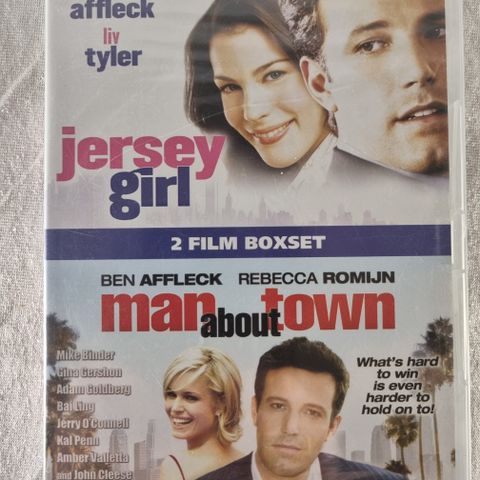 affleck
liv
tyler
jersey
girl
2 FILM BOXSET
BEN AFFLECK REBECCA ROMIJN
man about town
Mike Binder
Gina Gershon
Adam Goldberg
Bai Ling
Jerry O'Connell
Kal Penn
Amber Valletta
and John Cleese
What's hard
to win
is even
harder to
hold on to!